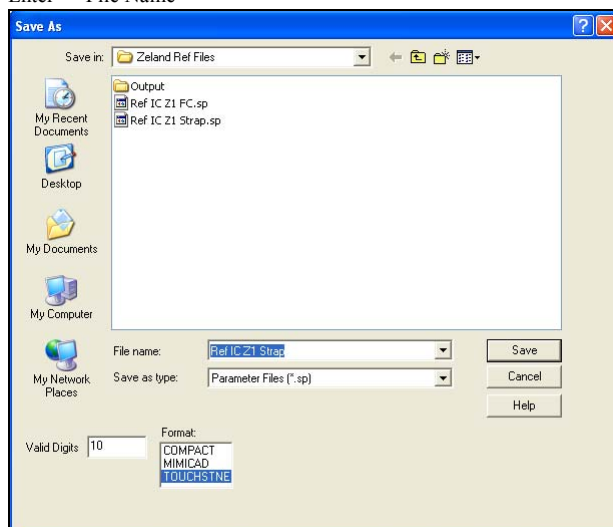 Enter File Name
Save As
Save in: Zeland Ref Files
Output
Ref IC Z1 FC.sp
Ref IC Z1 Strap.sp
My Recent
Documents
Desktop
My Documents
My Computer
My Network
Places
File name: Ref IC Z1 Strap
Save
Save as type: Parameter Files (*.sp)
Cancel
Help
Valid Digits 10
Format:
COMPACT
MIMICAD
TOUCHSTNE